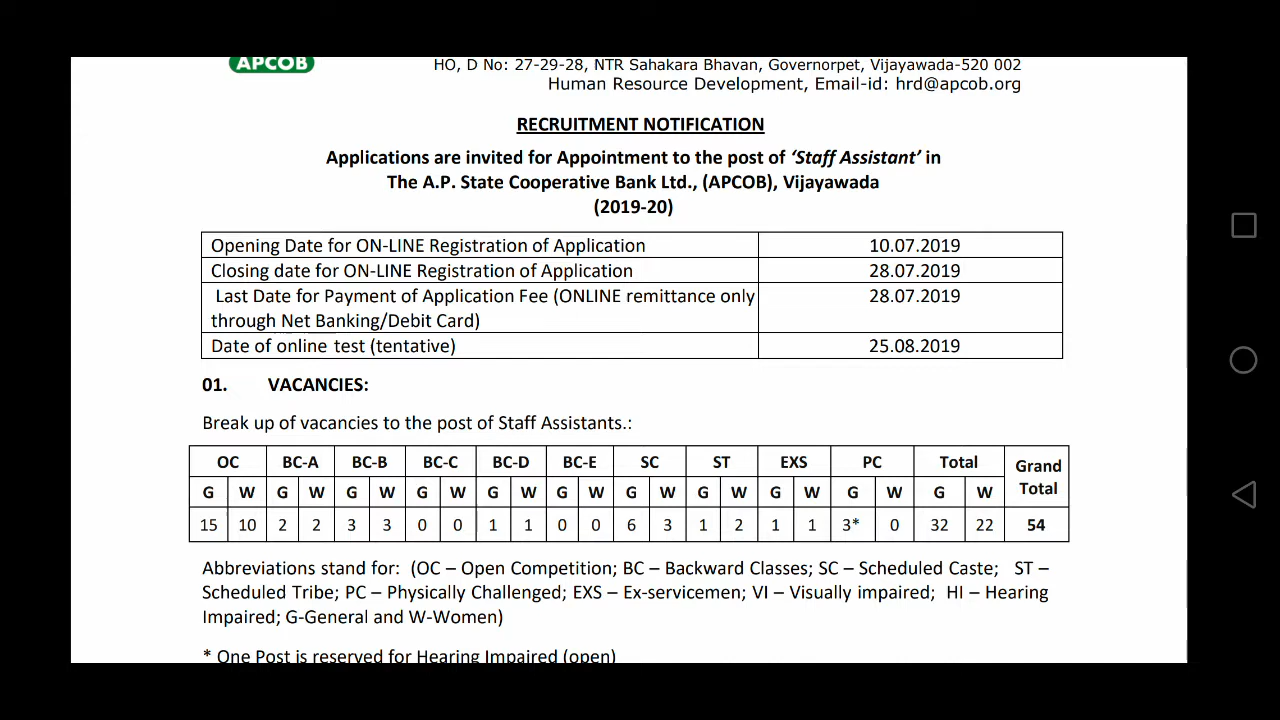 APCOB
HO, D No: 27-29-28, NTR Sahakara Bhavan, Governorpet, Vijayawada-520 002
Human Resource Development, Email-id: hrd@apcob.org
RECRUITMENT NOTIFICATION
Applications are invited for Appointment to the post of ‘Staff Assistant’ in
The A.P. State Cooperative Bank Ltd., (APCOB), Vijayawada
(2019-20)
Opening Date for ON-LINE Registration of Application 10.07.2019
Closing date for ON-LINE Registration of Application 28.07.2019
Last Date for Payment of Application Fee (ONLINE remittance only 28.07.2019
through Net Banking/Debit Card)
Date of online test (tentative) 25.08.2019
01. VACANCIES:
Break up of vacancies to the post of Staff Assistants.:
OC BC-A BC-B BC-C BC-D BC-E SC ST EXS PC Total Grand Total
G W G W G W G W G W G W G W G W G W G W G W
15 10 2 2 3 3 0 0 1 1 0 0 6 3 1 2 1 1 3* 0 32 22 54
Abbreviations stand for: (OC – Open Competition; BC – Backward Classes; SC – Scheduled Caste; ST –
Scheduled Tribe; PC – Physically Challenged; EXS – Ex-servicemen; VI – Visually impaired; HI – Hearing
Impaired; G-General and W-Women)
* One Post is reserved for Hearing Impaired (open)